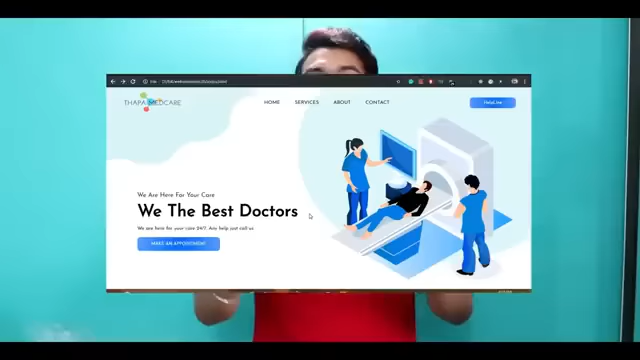 THAPA MEDCARE
HOME
SERVICES
ABOUT
CONTACT
We Are Here For Your Care
We The Best Doctors
We are here for your care 24/7. Any help just call us
MAKE AN APPOINTMENT